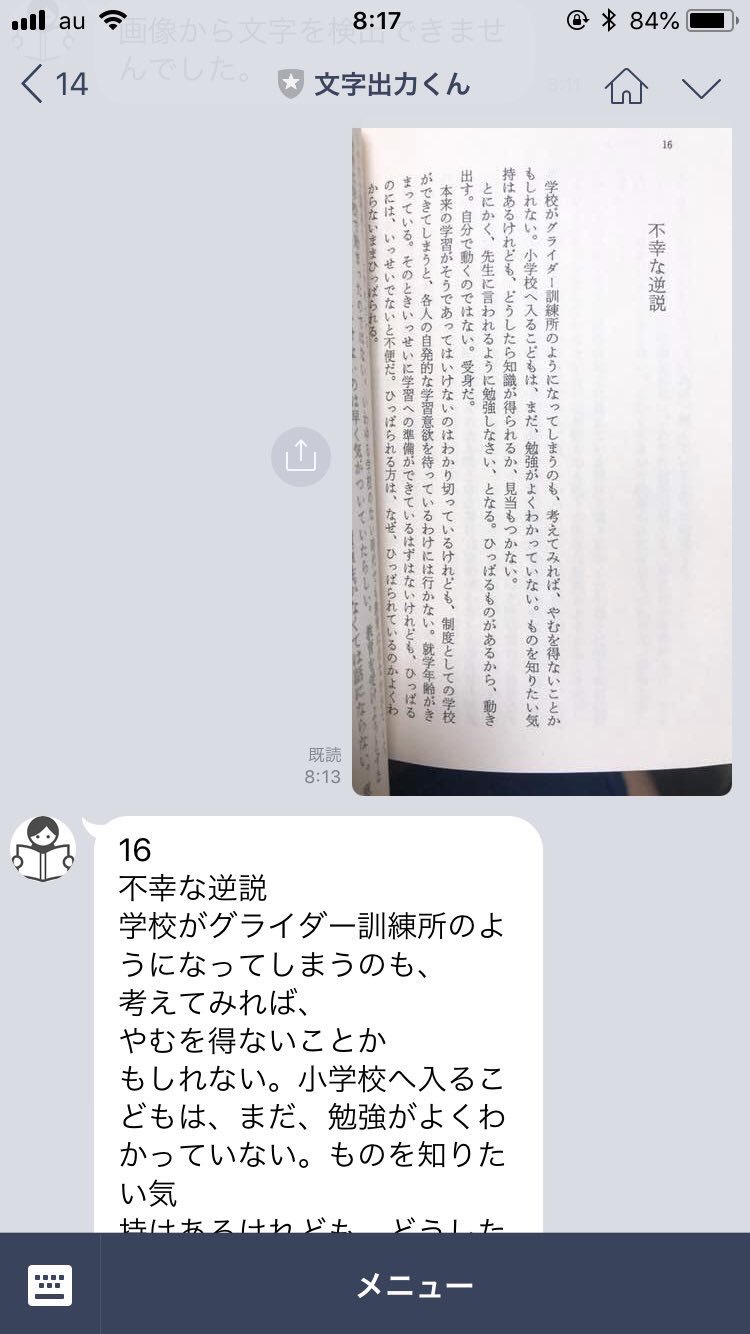 au
8:17
84%
画像から文字を検出できませ
んでした。
8:11
14
文字出力くん
16
不幸な逆説
学校がグライダー訓練所のようになってしまうのも、考えてみれば、やむを得ないことか
もしれない。小学校へ入るこどもは、まだ、勉強がよくわかっていない。ものを知りたい気
持はあるけれども、どうしたら知識が得られるか、見当もつかない。
とにかく、先生に言われるように勉強しなさい、となる。ひっぱるものがあるから、動き
出す。自分で動くのではない。受身だ。
本来の学習がそうであってはいけないのはわかり切っているけれども、制度としての学校
ができてしまうと、各人の自発的な学習意欲を待っているわけには行かない。就学年齢がき
まっている。そのときいっせいに学習への準備ができているはずはないけれども、ひっぱる
のには、いっせいでないと不便だ。ひっぱられる方は、なぜ、ひっぱられているのかよくわ
からないままひっぱられる。
既読
8:13
16
不幸な逆説
学校がグライダー訓練所のよ
うになってしまうのも、
考えてみれば、
やむを得ないことか
もしれない。小学校へ入るこ
どもは、まだ、勉強がよくわ
かっていない。ものを知りた
い気
持はあるけれども、どうした
メニュー